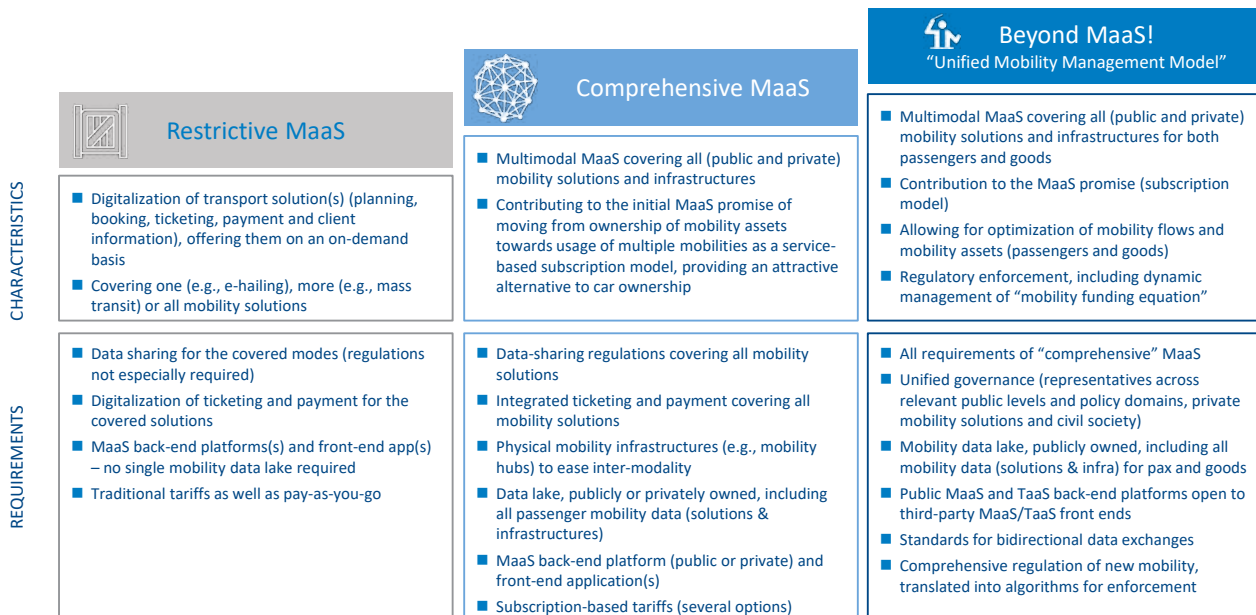 Beyond MaaS!
“Unified Mobility Management Model”
Comprehensive MaaS
Restrictive MaaS
CHARACTERISTICS
Digitalization of transport solution(s) (planning,
booking, ticketing, payment and client
information), offering them on an on-demand
basis
Covering one (e.g., e-hailing), more (e.g., mass
transit) or all mobility solutions
Multimodal MaaS covering all (public and private)
mobility solutions and infrastructures
Contributing to the initial MaaS promise of
moving from ownership of mobility assets
towards usage of multiple mobilities as a service-
based subscription model, providing an attractive
alternative to car ownership
Multimodal MaaS covering all (public and private)
mobility solutions and infrastructures for both
passengers and goods
Contribution to the MaaS promise (subscription
model)
Allowing for optimization of mobility flows and
mobility assets (passengers and goods)
Regulatory enforcement, including dynamic
management of “mobility funding equation”
REQUIREMENTS
Data sharing for the covered modes (regulations
not especially required)
Digitalization of ticketing and payment for the
covered solutions
MaaS back-end platforms(s) and front-end app(s)
– no single mobility data lake required
Traditional tariffs as well as pay-as-you-go
Data-sharing regulations covering all mobility
solutions
Integrated ticketing and payment covering all
mobility solutions
Physical mobility infrastructures (e.g., mobility
hubs) to ease inter-modality
Data lake, publicly or privately owned, including
all passenger mobility data (solutions &
infrastructures)
MaaS back-end platform (public or private) and
front-end application(s)
Subscription-based tariffs (several options)
All requirements of “comprehensive” MaaS
Unified governance (representatives across
relevant public levels and policy domains, private
mobility solutions and civil society)
Mobility data lake, publicly owned, including all
mobility data (solutions & infra) for pax and goods
Public MaaS and TaaS back-end platforms open to
third-party MaaS/TaaS front ends
Standards for bidirectional data exchanges
Comprehensive regulation of new mobility,
translated into algorithms for enforcement